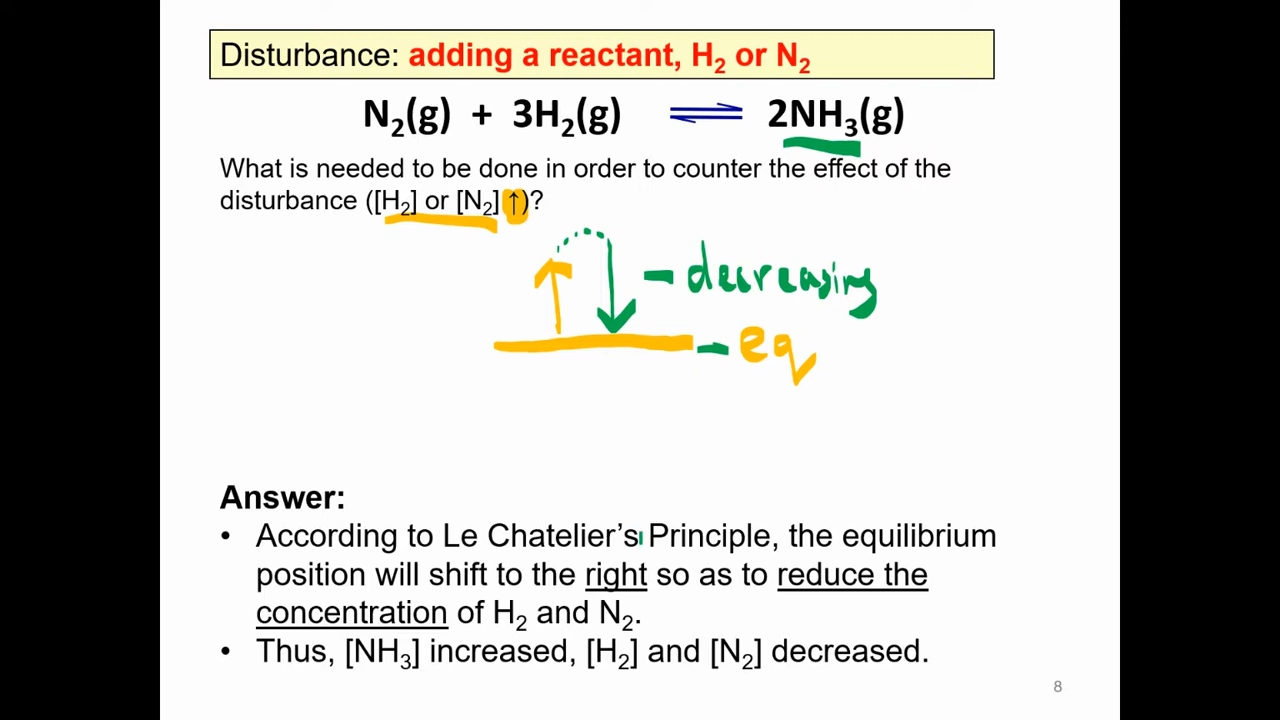 Disturbance: adding a reactant, H₂ or N₂
N₂(g) + 3H₂(g) ⇌ 2NH₃(g)
What is needed to be done in order to counter the effect of the
disturbance ([H₂] or [N₂] ↑)?
- decreasing
- eq
Answer:
• According to Le Chatelier’s Principle, the equilibrium
position will shift to the right so as to reduce the
concentration of H₂ and N₂.
• Thus, [NH₃] increased, [H₂] and [N₂] decreased.
8